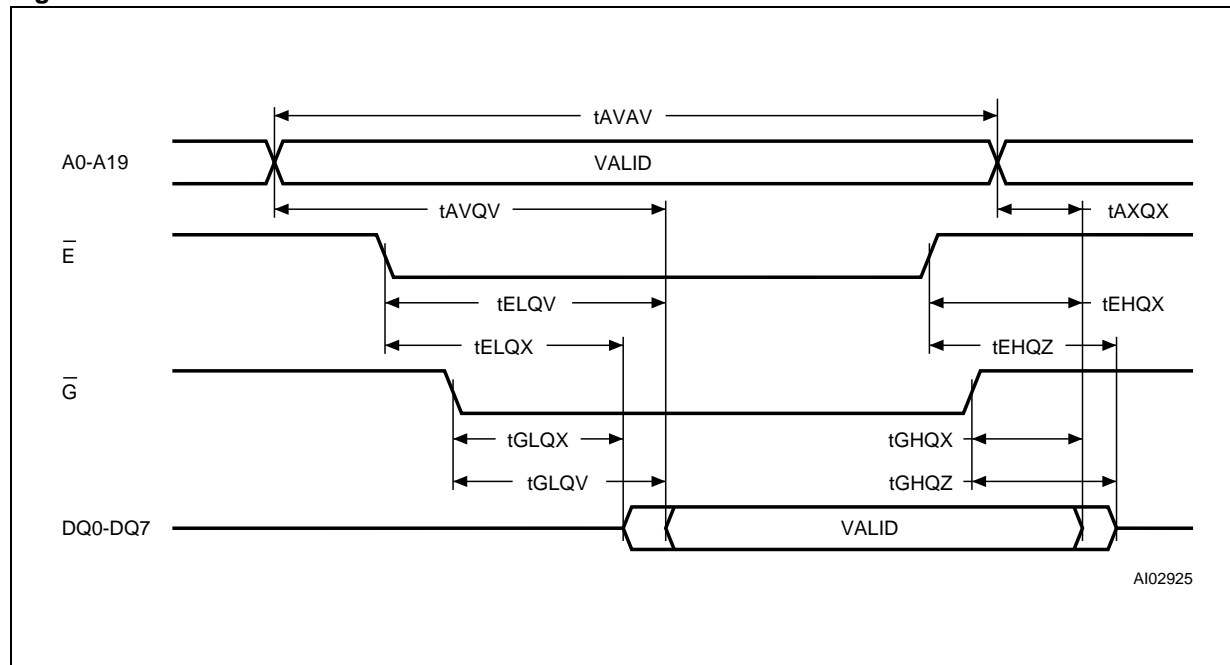 tAVAV
A0-A19
VALID
tAVQV
tAXQX
E
tELQV
tEHQX
tELQX
tEHQZ
G
tGLQX
tGHQX
tGLQV
tGHQZ
DQ0-DQ7
VALID
AI02925